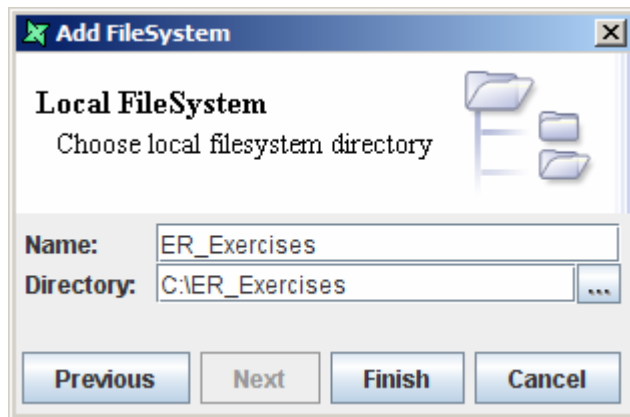 Add FileSystem
Local FileSystem
Choose local filesystem directory
Name: ER_Exercises
Directory: C:\ER_Exercises ...
Previous Next Finish Cancel